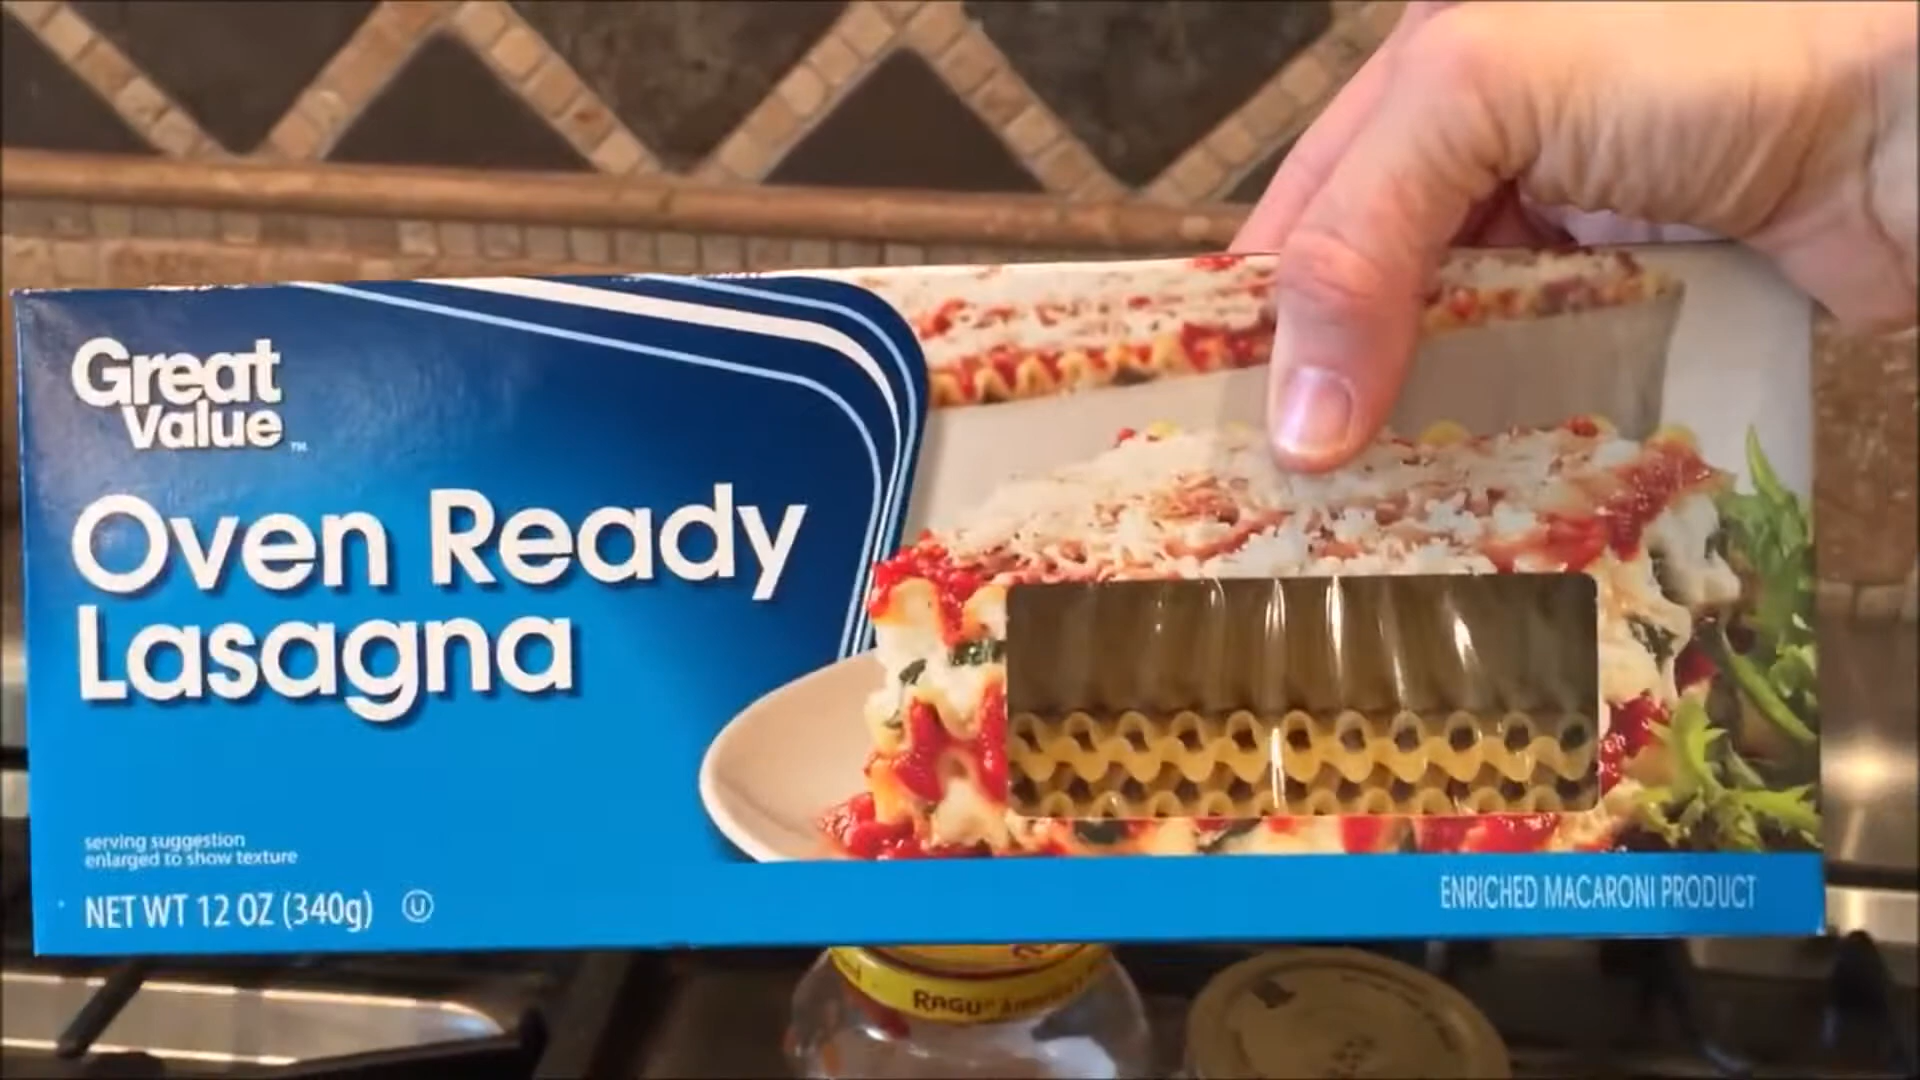 Great
Value™
Oven Ready
Lasagna
serving suggestion
enlarged to show texture
NET WT 12 OZ (340g) U
ENRICHED MACARONI PRODUCT
RAGU®